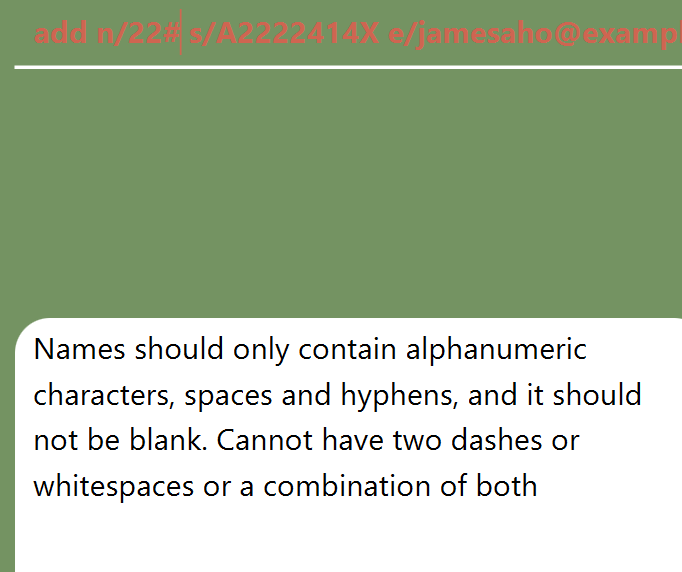 add n/22# s/A2222414X e/jamesaho@exampl
Names should only contain alphanumeric
characters, spaces and hyphens, and it should
not be blank. Cannot have two dashes or
whitespaces or a combination of both